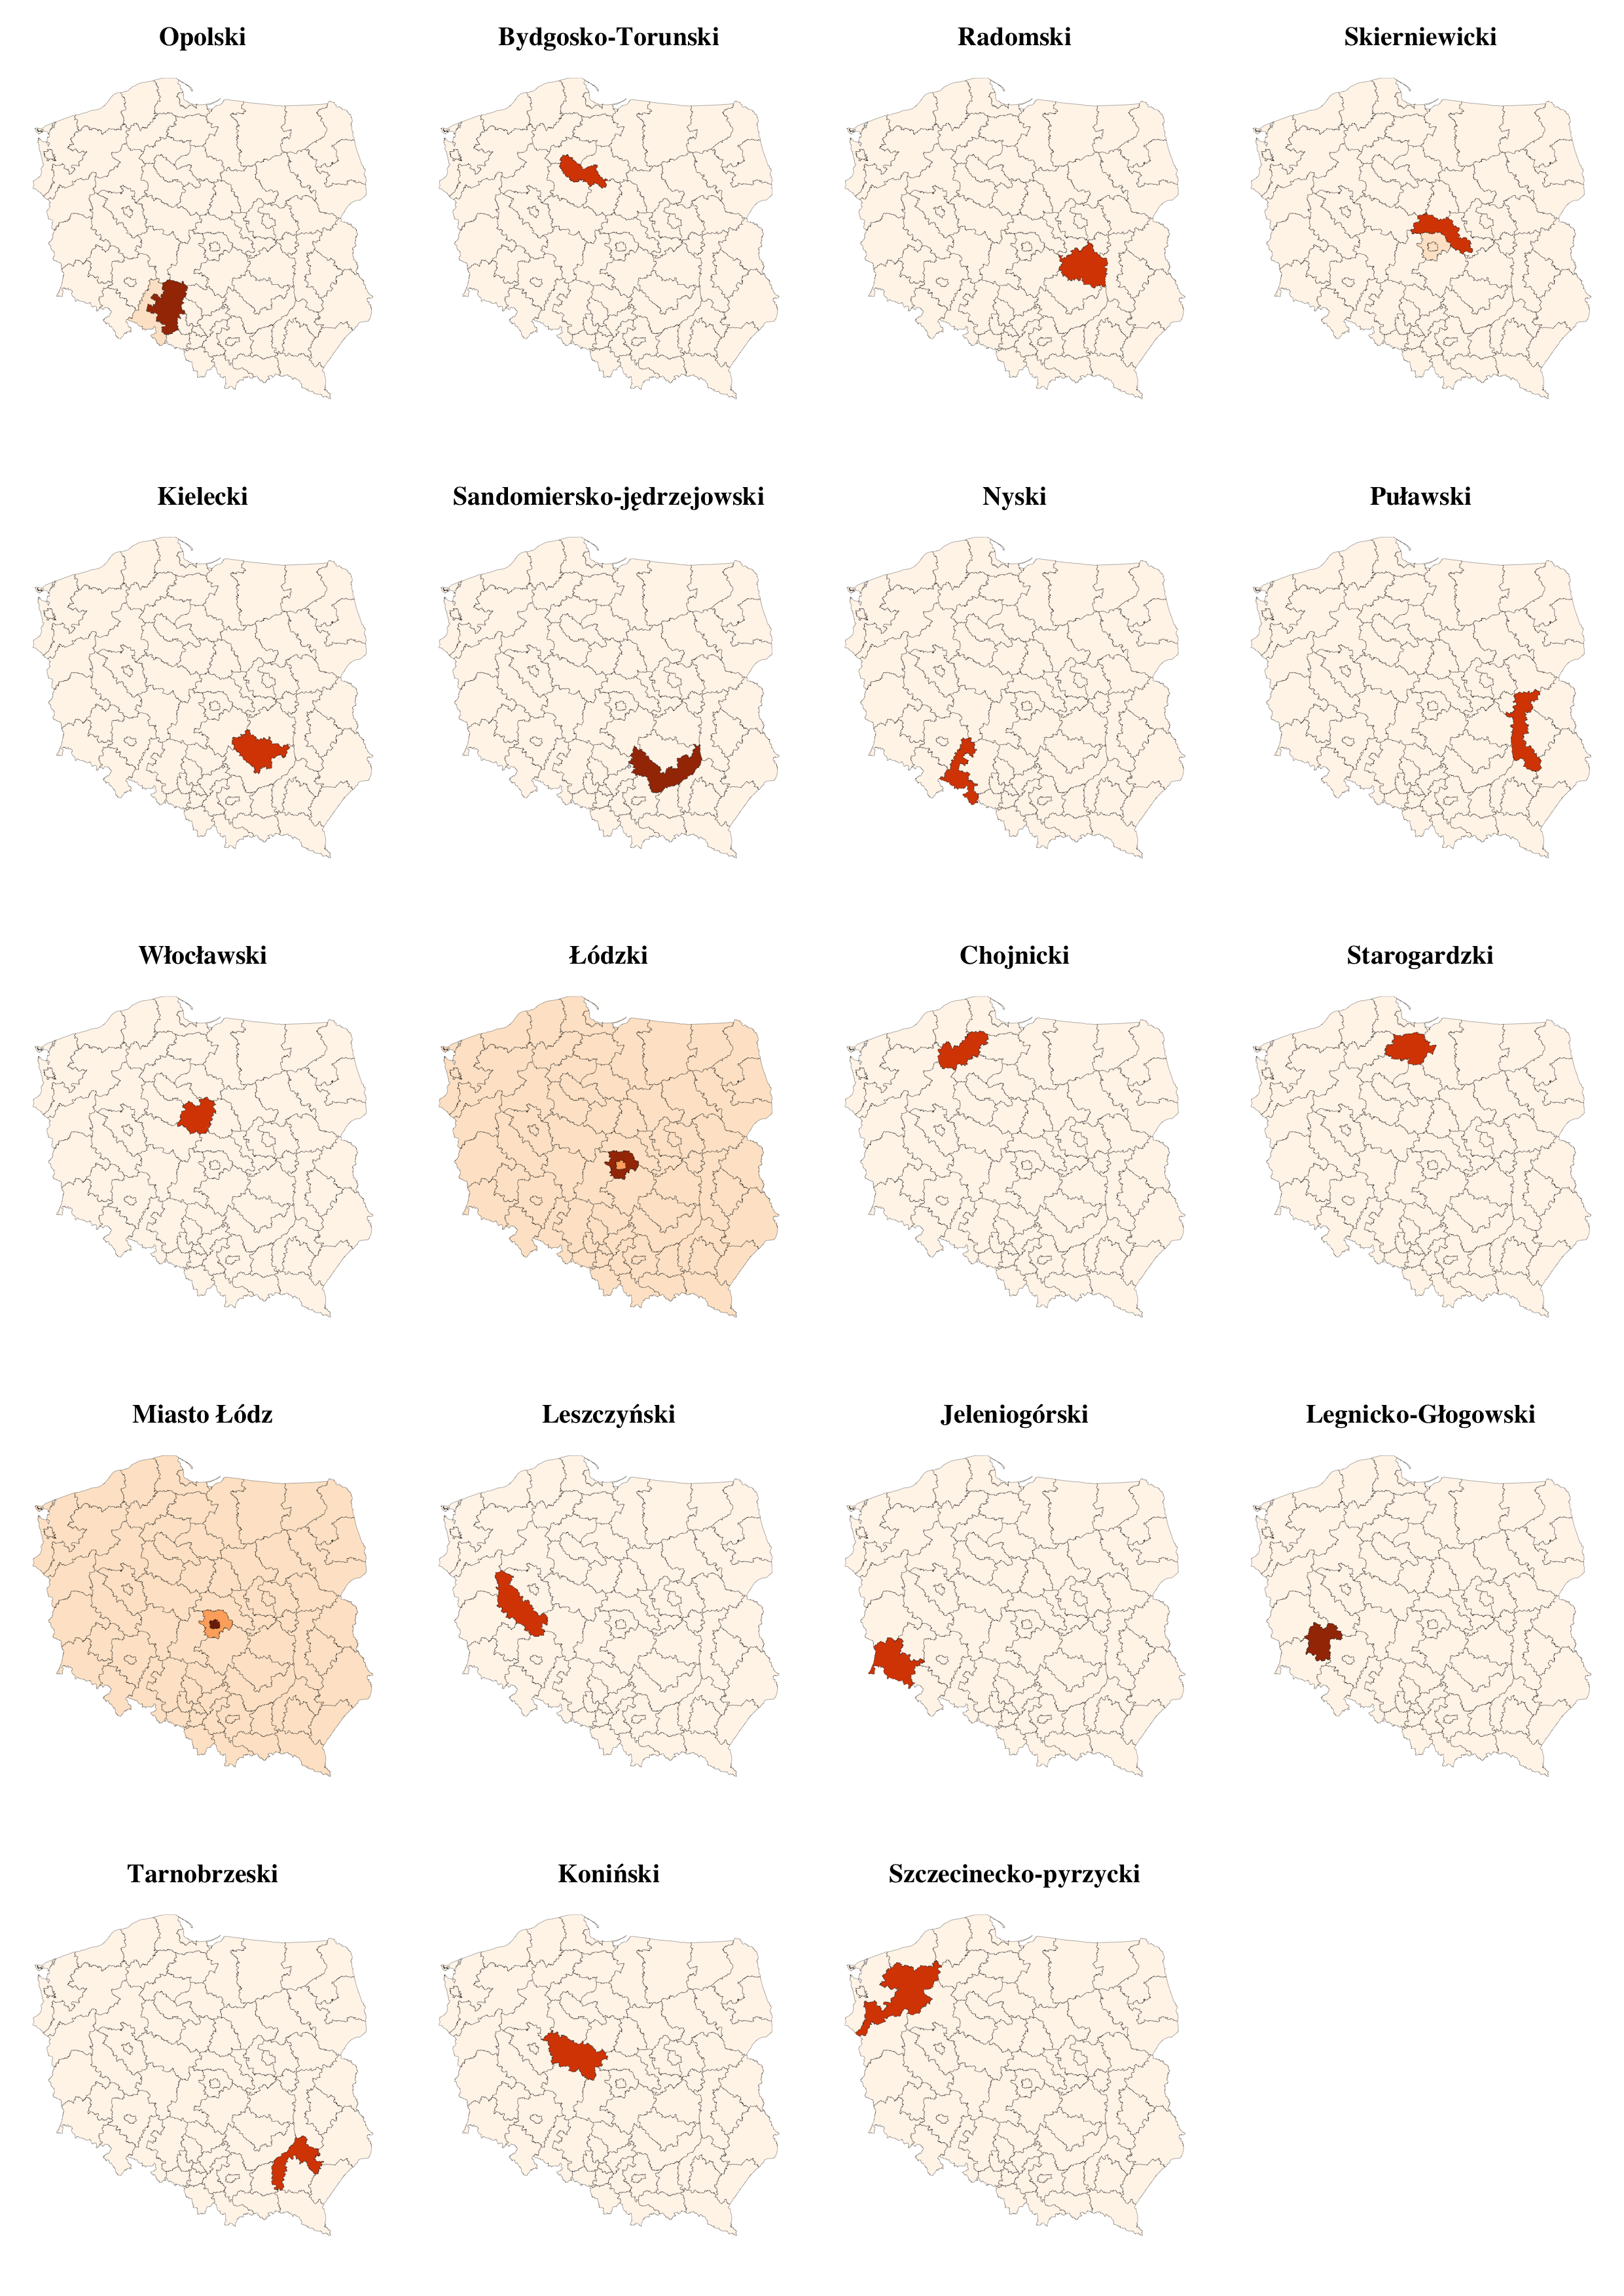 Opolski
Bydgosko-Torunski
Radomski
Skierniewicki
Kielecki
Sandomiersko-jędrzejowski
Nyski
Puławski
Włocławski
Łódzki
Chojnicki
Starogardzki
Miasto Łódz
Leszczyński
Jeleniogórski
Legnicko-Głogowski
Tarnobrzeski
Koniński
Szczecinecko-pyrzycki